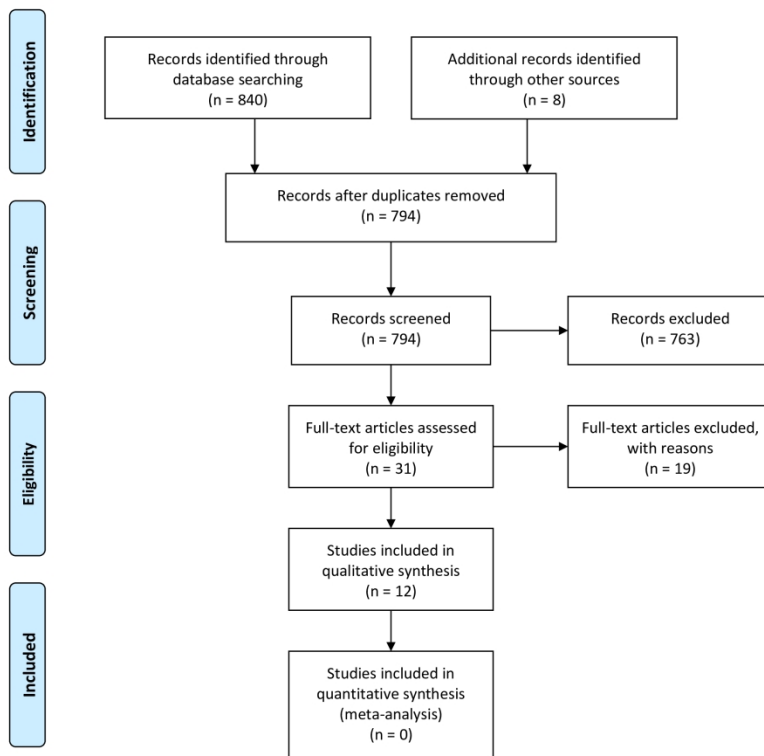 Identification
Records identified through
database searching
(n = 840)
Additional records identified
through other sources
(n = 8)
Records after duplicates removed
(n = 794)
Screening
Records screened
(n = 794)
Records excluded
(n = 763)
Eligibility
Full-text articles assessed
for eligibility
(n = 31)
Full-text articles excluded,
with reasons
(n = 19)
Studies included in
qualitative synthesis
(n = 12)
Included
Studies included in
quantitative synthesis
(meta-analysis)
(n = 0)